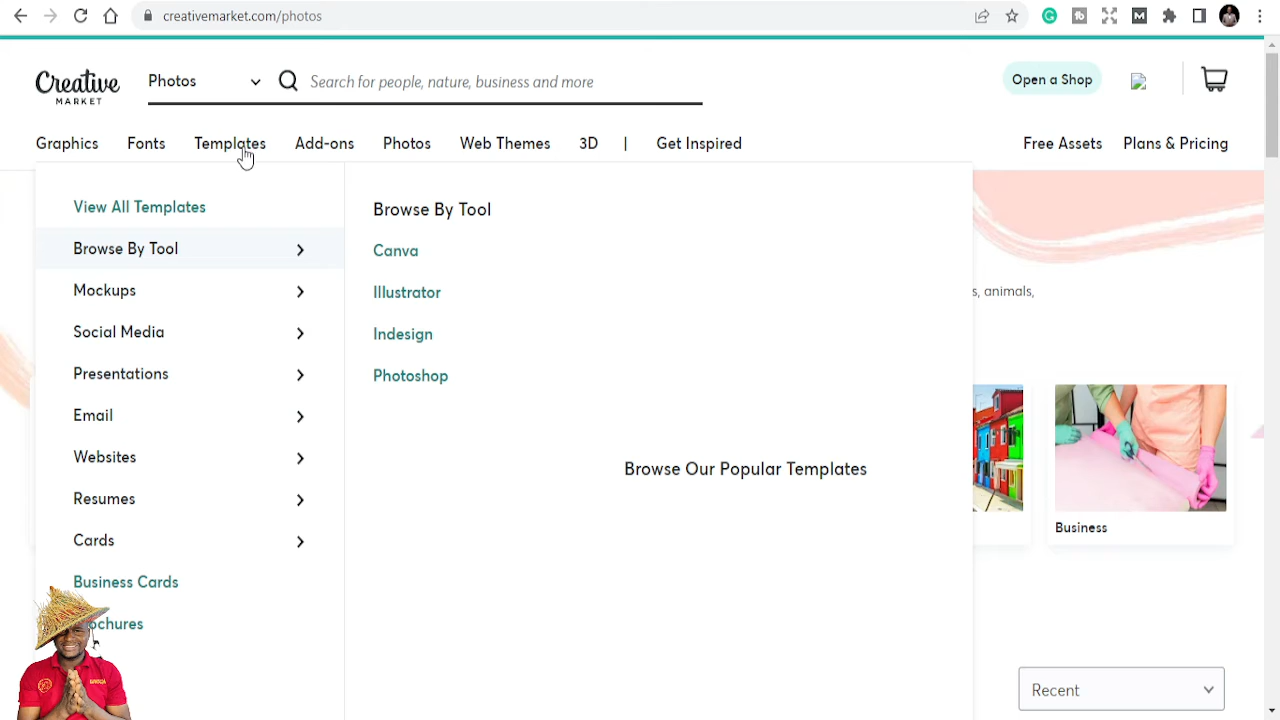 creativemarket.com/photos
Creative
MARKET
Photos
Search for people, nature, business and more
Open a Shop
Graphics Fonts Templates Add-ons Photos Web Themes 3D | Get Inspired Free Assets Plans & Pricing
View All Templates
Browse By Tool
Mockups
Social Media
Presentations
Email
Websites
Resumes
Cards
Business Cards
Browse By Tool
Canva
Illustrator
Indesign
Photoshop
Browse Our Popular Templates
s, animals,
Business
Recent